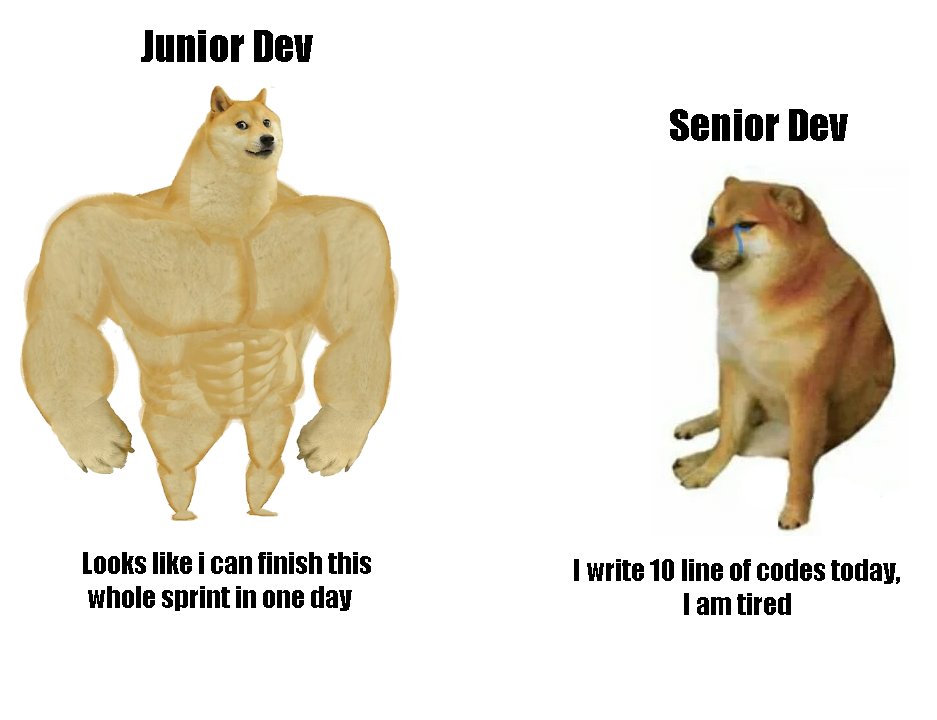 Junior Dev
Senior Dev
Looks like i can finish this
whole sprint in one day
I write 10 line of codes today,
I am tired